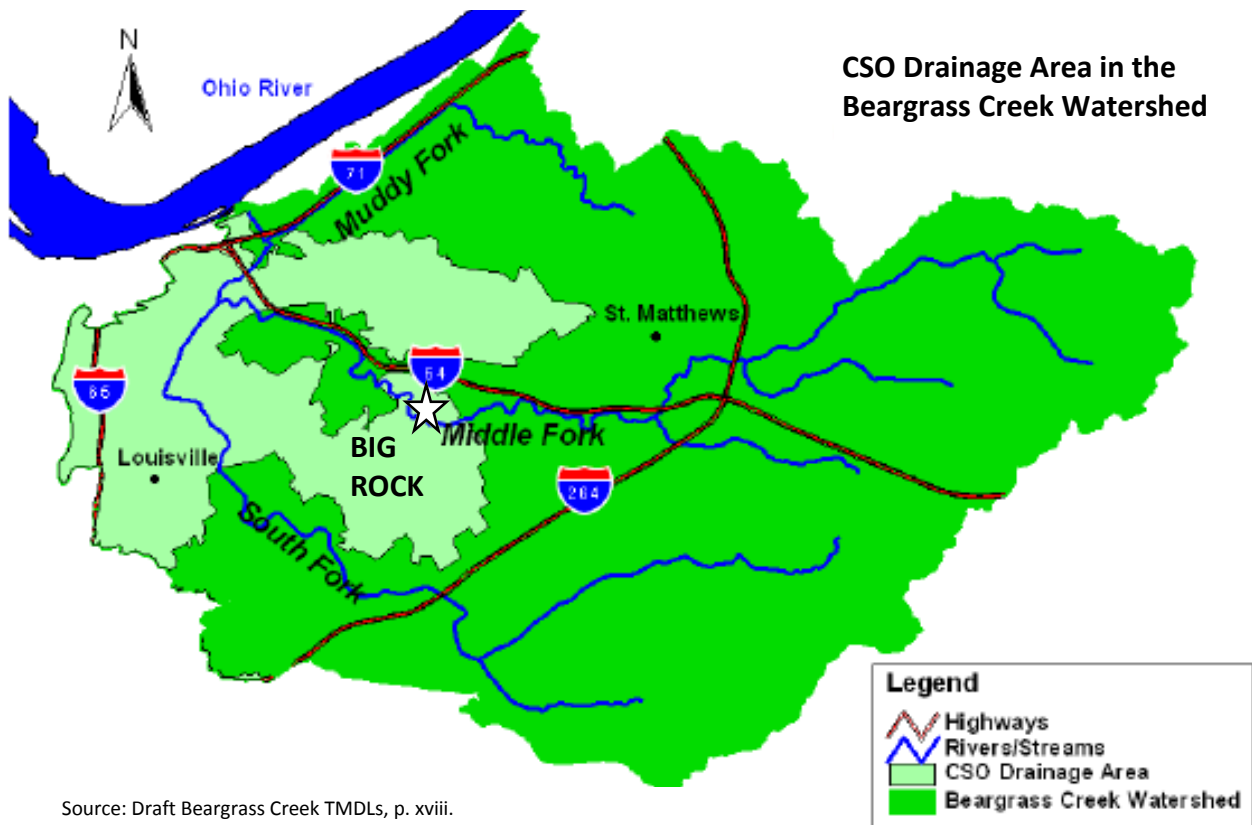 N
Ohio River
CSO Drainage Area in the
Beargrass Creek Watershed
71
Muddy Fork
St. Matthews
64
65
Middle Fork
BIG
ROCK
Louisville
264
South Fork
Legend
Highways
Rivers/Streams
CSO Drainage Area
Beargrass Creek Watershed
Source: Draft Beargrass Creek TMDLs, p. xviii.